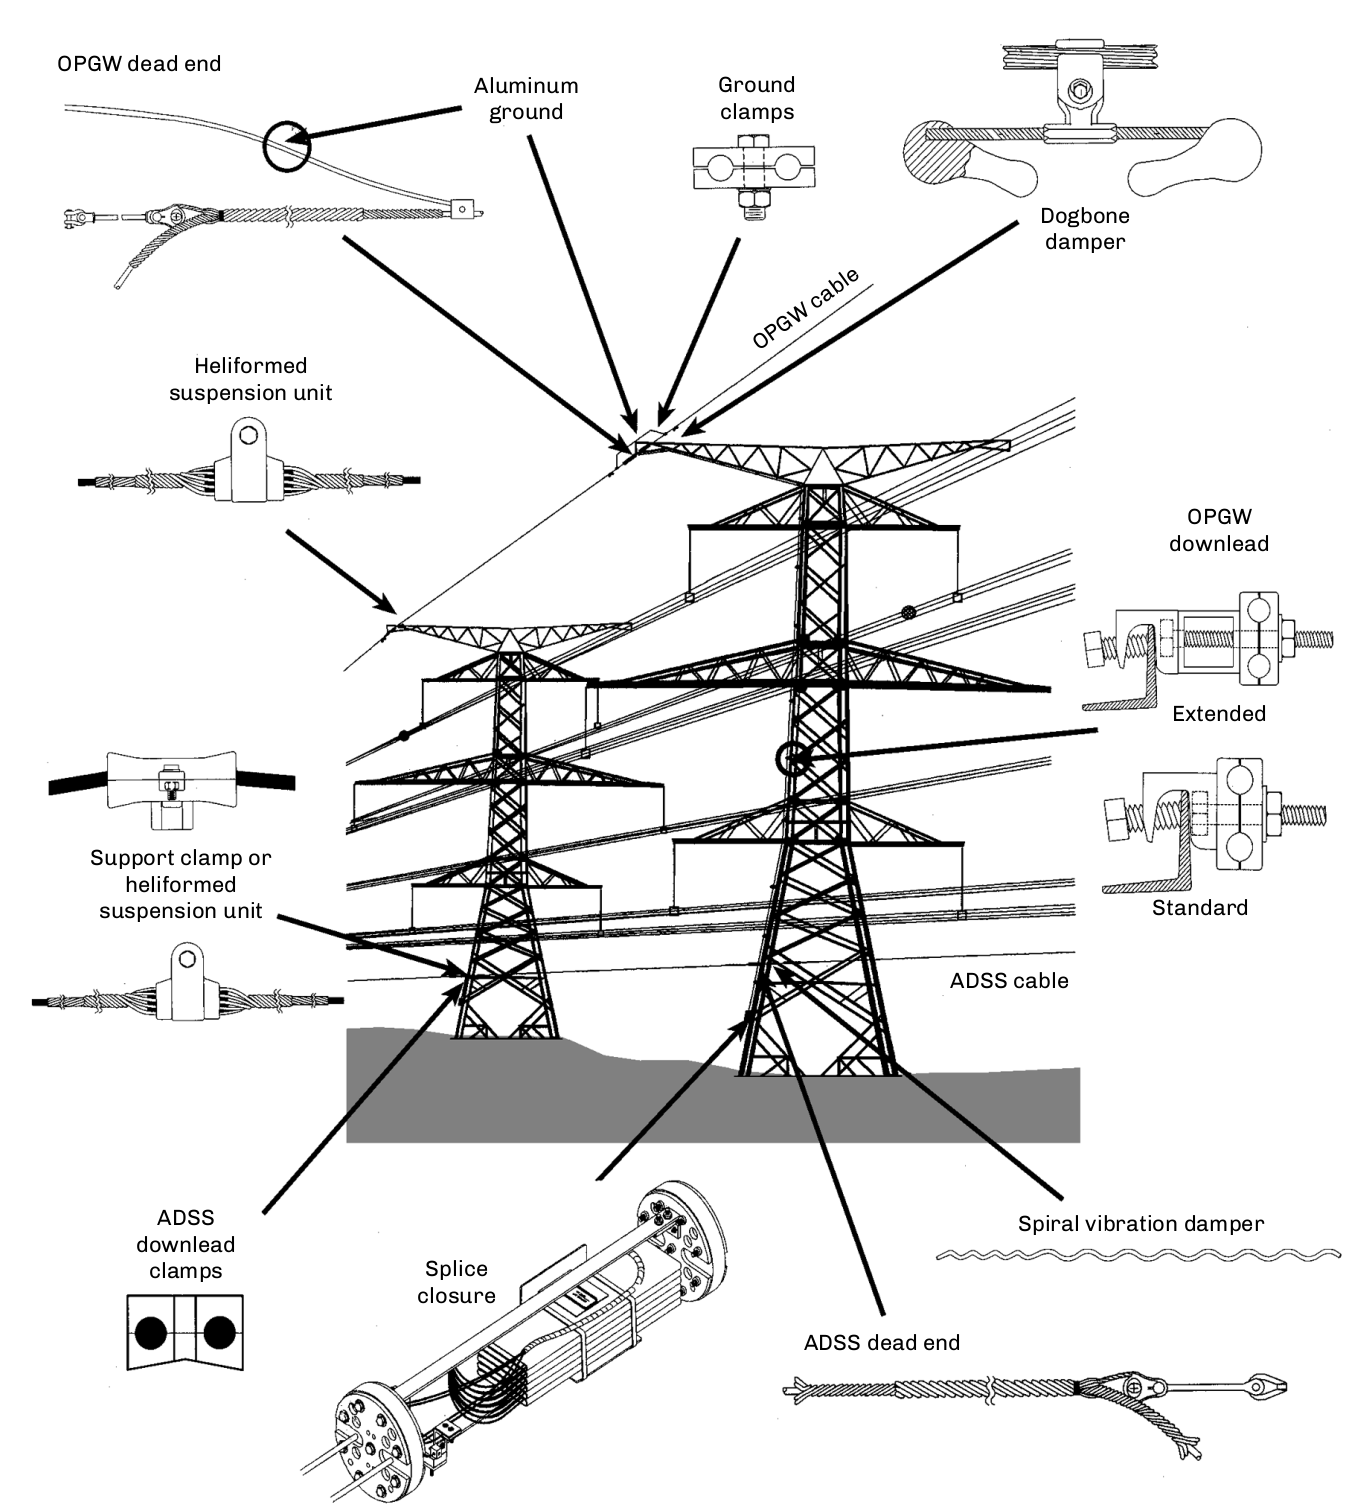 OPGW dead end
Aluminum
ground
Ground
clamps
Dogbone
damper
OPGW cable
Heliformed
suspension unit
OPGW
downlead
Extended
Standard
Support clamp or
heliformed
suspension unit
ADSS cable
ADSS
downlead
clamps
Splice
closure
Spiral vibration damper
ADSS dead end